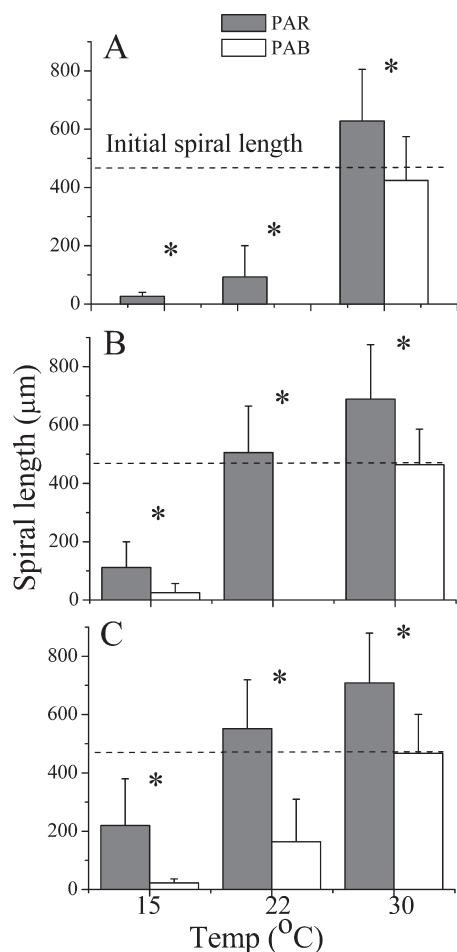 PAR
PAB
A
800
600
400
200
0
Initial spiral length
*
*
*
B
800
600
400
200
0
*
*
*
Spiral length (μm)
C
800
600
400
200
0
*
*
*
15 22 30
Temp (°C)